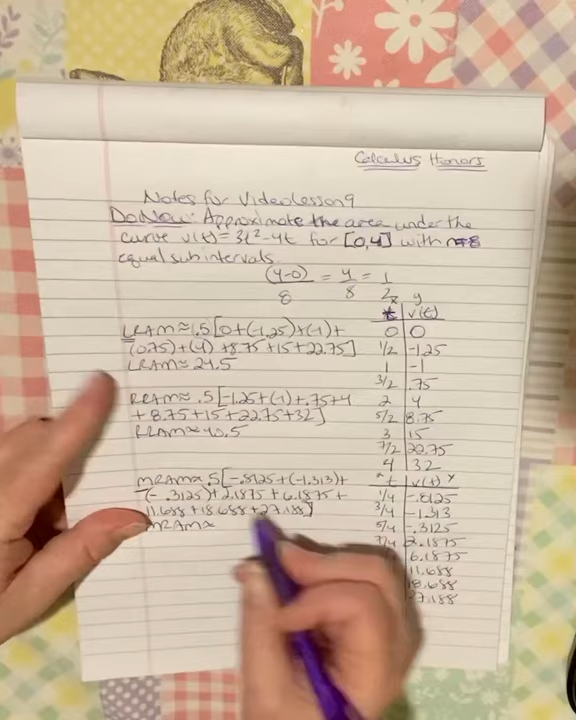 Calculus Honors
Notes for Video Lesson 9
Do Now: Approximate the area under the
curve v(t) = 3t²-4t for [0,4] with n=8
equal subintervals.
(4-0)/8 = 4/8 = 1/2
x y
t v(t)
0 0
1/2 -1.25
1 -1
3/2 .75
2 4
5/2 8.75
3 15
7/2 22.75
4 32
LRAM ≈ .5[0+(-1.25)+(-1)+
(0.75)+(4)+8.75+15+22.75]
LRAM ≈ 24.5
RRAM ≈ .5[-1.25+(-1)+.75+4
+8.75+15+22.75+32]
RRAM ≈ 40.5
MRAM ≈ .5[-.8125+(-1.313)+
(-.3125)+2.1875+6.1875+
11.688+18.688+27.188]
MRAM ≈
x t v(t) y
1/4 -.8125
3/4 -1.313
5/4 -.3125
7/4 2.1875
6.1875
11.688
18.688
27.188